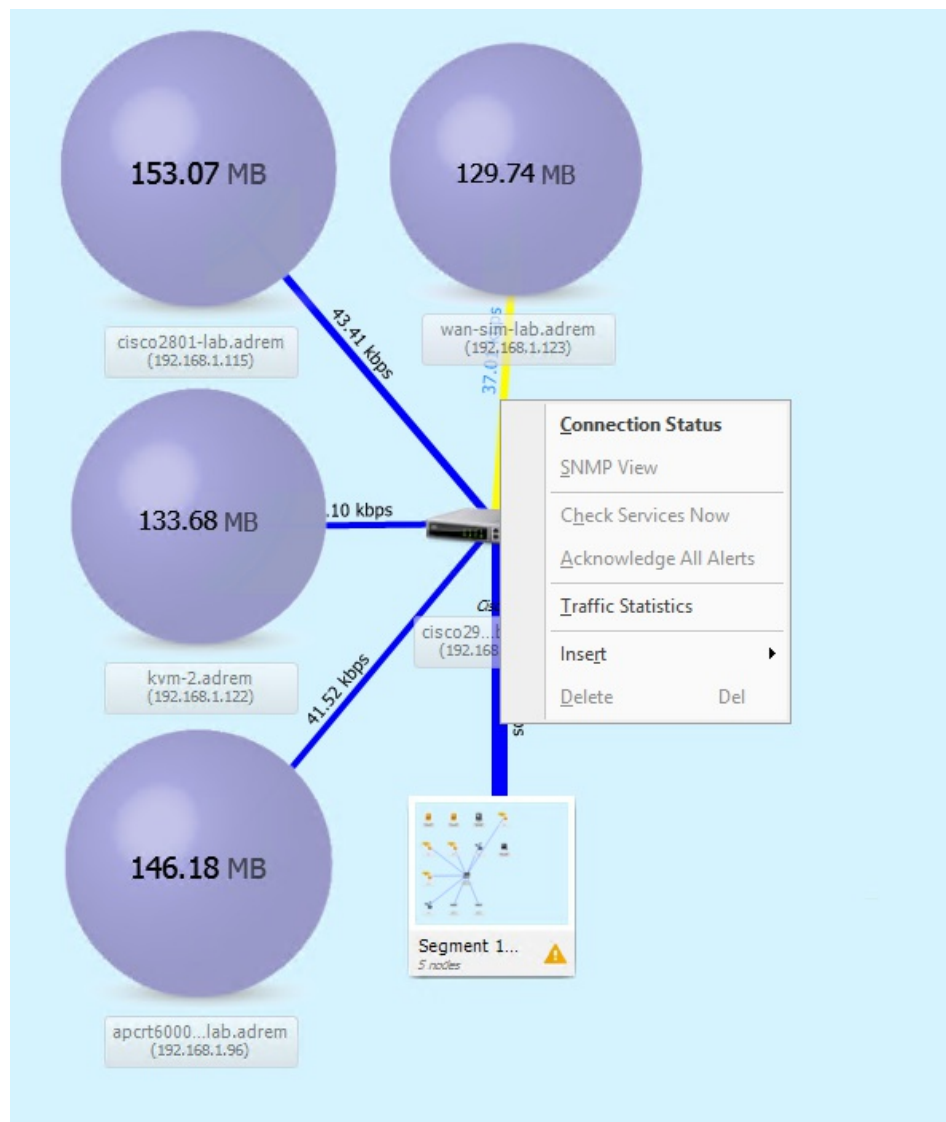 153.07 MB
129.74 MB
43.41 kbps
cisco2801-lab.adrem
(192.168.1.115)
wan-sim-lab.adrem
(192.168.1.123)
Connection Status
SNMP View
Check Services Now
Acknowledge All Alerts
Traffic Statistics
Insert
Delete Del
133.68 MB
.10 kbps
cisco29...
(192.168
kvm-2.adrem
(192.168.1.122)
41.52 kbps
146.18 MB
Segment 1...
5 nodes
apcrt6000...lab.adrem
(192.168.1.96)